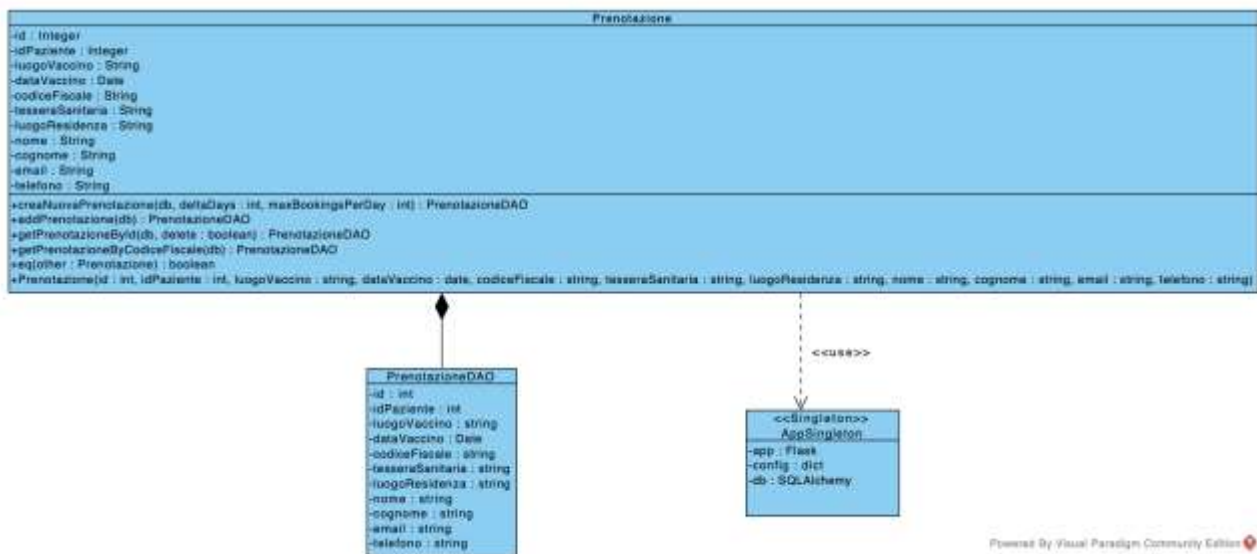 Prenotazione
-id : Integer
-idPaziente : Integer
-luogoVaccino : String
-dataVaccino : Date
-codiceFiscale : String
-tesseraSanitaria : String
-luogoResidenza : String
-nome : String
-cognome : String
-email : String
-telefono : String
+creaNuovaPrenotazione(db, deltaDays : int, maxBookingsPerDay : int) : PrenotazioneDAO
+addPrenotazione(db) : PrenotazioneDAO
+getPrenotazioneById(db, delete : boolean) : PrenotazioneDAO
+getPrenotazioneByCodiceFiscale(db) : PrenotazioneDAO
+eq(other : Prenotazione) : boolean
+Prenotazione(id : int, idPaziente : int, luogoVaccino : string, dataVaccino : date, codiceFiscale : string, tesseraSanitaria : string, luogoResidenza : string, nome : string, cognome : string, email : string, telefono : string)
<<use>>
PrenotazioneDAO
-id : int
-idPaziente : int
-luogoVaccino : string
-dataVaccino : Date
-codiceFiscale : string
-tesseraSanitaria : string
-luogoResidenza : string
-nome : string
-cognome : string
-email : string
-telefono : string
<<Singleton>>
AppSingleton
-app : Flask
-config : dict
-db : SQLAlchemy
Powered By Visual Paradigm Community Edition